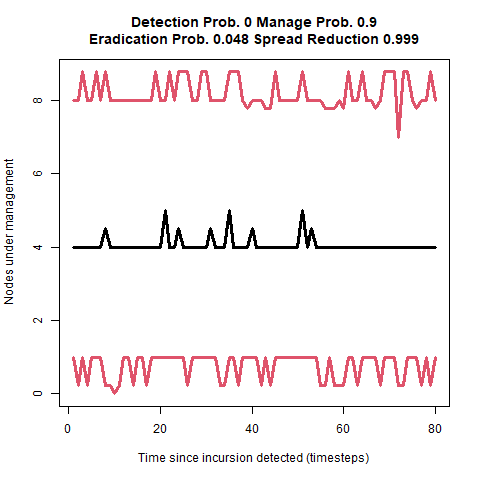 Detection Prob. 0 Manage Prob. 0.9
Eradication Prob. 0.048 Spread Reduction 0.999
Nodes under management
8
6
4
2
0
0 20 40 60 80
Time since incursion detected (timesteps)